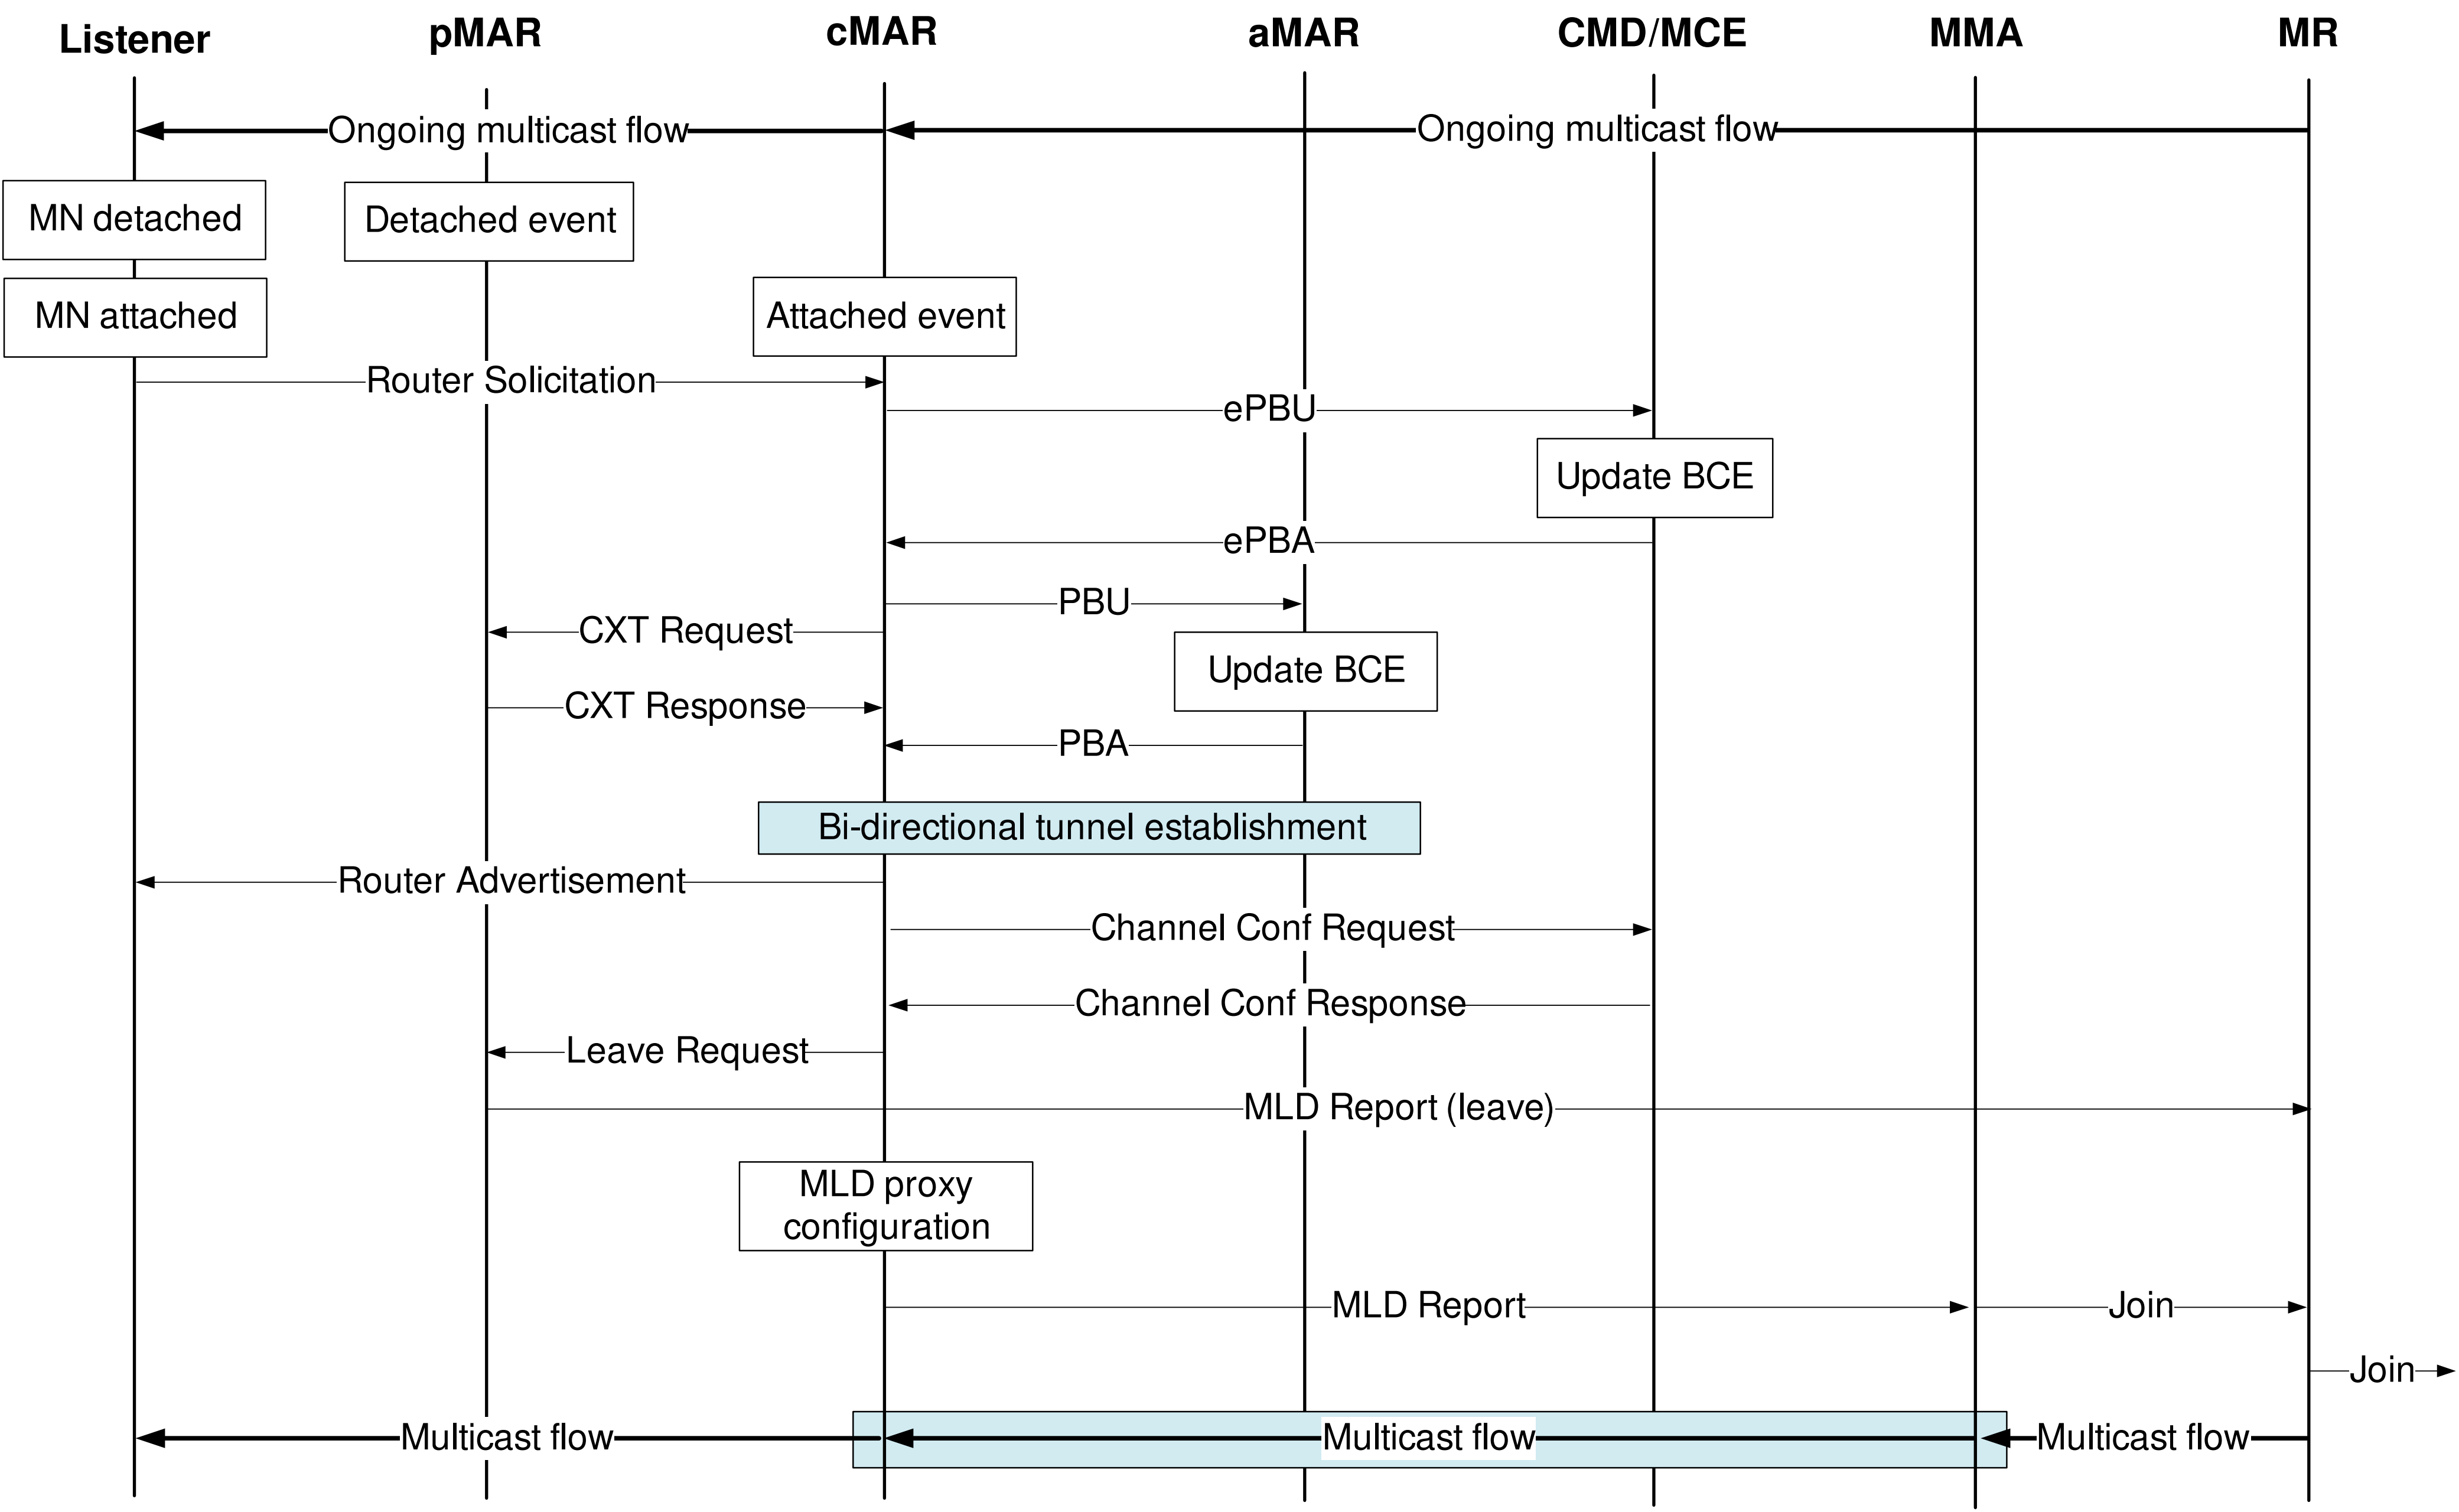 Listener pMAR cMAR aMAR CMD/MCE MMA MR
Ongoing multicast flow Ongoing multicast flow
MN detached Detached event
MN attached Attached event
Router Solicitation
ePBU
Update BCE
ePBA
PBU
CXT Request
Update BCE
CXT Response
PBA
Bi-directional tunnel establishment
Router Advertisement
Channel Conf Request
Channel Conf Response
Leave Request
MLD Report (leave)
MLD proxy
configuration
MLD Report Join
Join
Multicast flow Multicast flow Multicast flow